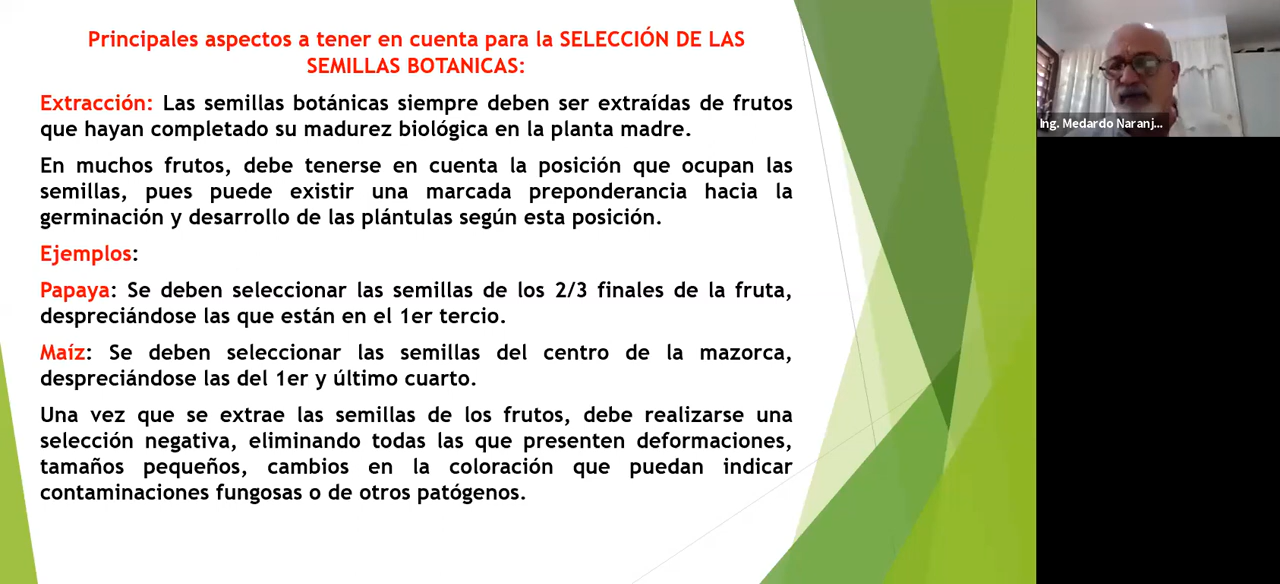 Principales aspectos a tener en cuenta para la SELECCIÓN DE LAS
SEMILLAS BOTANICAS:
Extracción: Las semillas botánicas siempre deben ser extraídas de frutos
que hayan completado su madurez biológica en la planta madre.
En muchos frutos, debe tenerse en cuenta la posición que ocupan las
semillas, pues puede existir una marcada preponderancia hacia la
germinación y desarrollo de las plántulas según esta posición.
Ejemplos:
Papaya: Se deben seleccionar las semillas de los 2/3 finales de la fruta,
despreciándose las que están en el 1er tercio.
Maíz: Se deben seleccionar las semillas del centro de la mazorca,
despreciándose las del 1er y último cuarto.
Una vez que se extrae las semillas de los frutos, debe realizarse una
selección negativa, eliminando todas las que presenten deformaciones,
tamaños pequeños, cambios en la coloración que puedan indicar
contaminaciones fungosas o de otros patógenos.
Ing. Medardo Naranj...